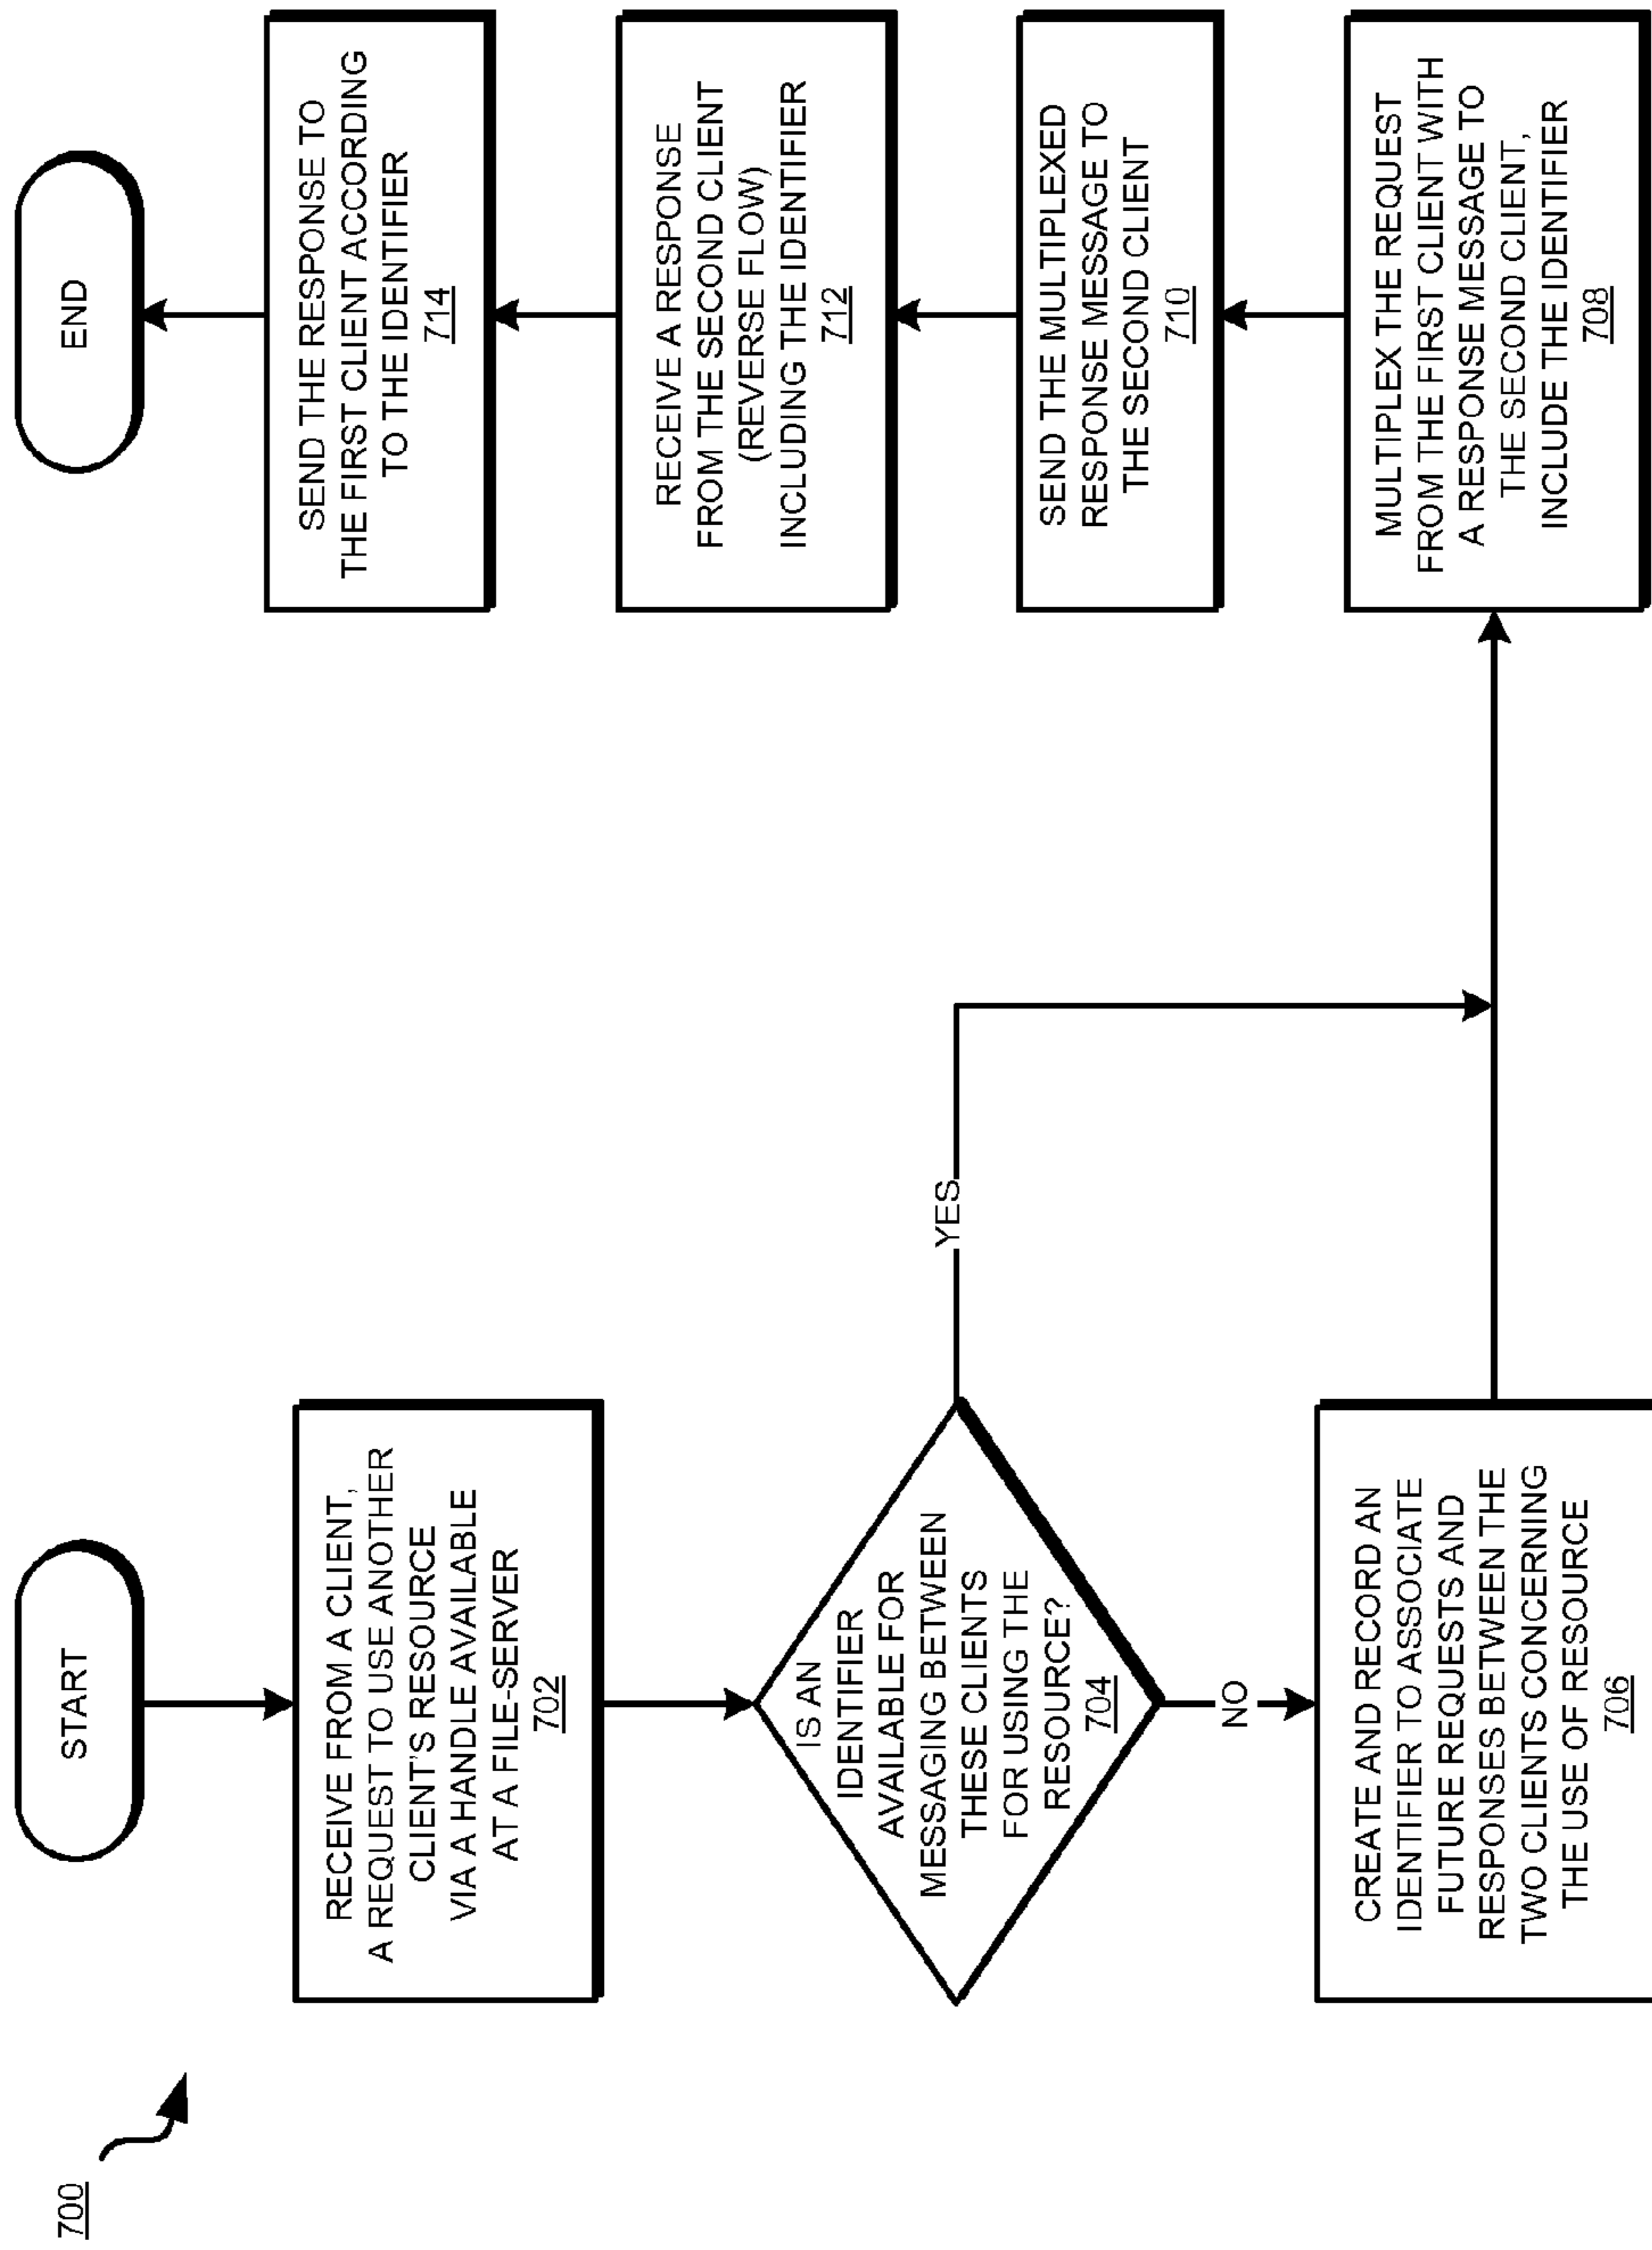 700
START
RECEIVE FROM A CLIENT,
A REQUEST TO USE ANOTHER
CLIENT'S RESOURCE
VIA A HANDLE AVAILABLE
AT A FILE-SERVER
702
IS AN
IDENTIFIER
AVAILABLE FOR
MESSAGING BETWEEN
THESE CLIENTS
FOR USING THE
RESOURCE?
704
YES
NO
CREATE AND RECORD AN
IDENTIFIER TO ASSOCIATE
FUTURE REQUESTS AND
RESPONSES BETWEEN THE
TWO CLIENTS CONCERNING
THE USE OF RESOURCE
706
MULTIPLEX THE REQUEST
FROM THE FIRST CLIENT WITH
A RESPONSE MESSAGE TO
THE SECOND CLIENT,
INCLUDE THE IDENTIFIER
708
SEND THE MULTIPLEXED
RESPONSE MESSAGE TO
THE SECOND CLIENT
710
RECEIVE A RESPONSE
FROM THE SECOND CLIENT
(REVERSE FLOW)
INCLUDING THE IDENTIFIER
712
SEND THE RESPONSE TO
THE FIRST CLIENT ACCORDING
TO THE IDENTIFIER
714
END